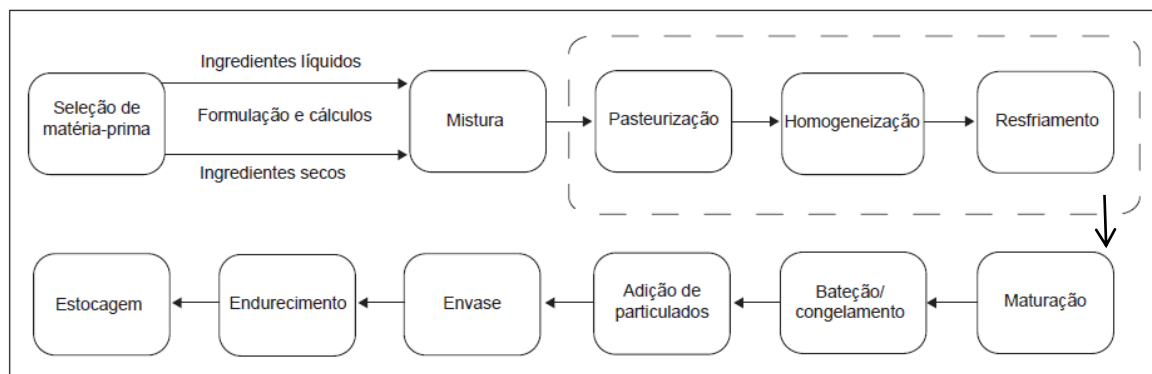 Ingredientes líquidos
Seleção de
matéria-prima
Formulação e cálculos
Ingredientes secos
Mistura
Pasteurização
Homogeneização
Resfriamento
Maturação
Bateção/
congelamento
Adição de
particulados
Envase
Endurecimento
Estocagem